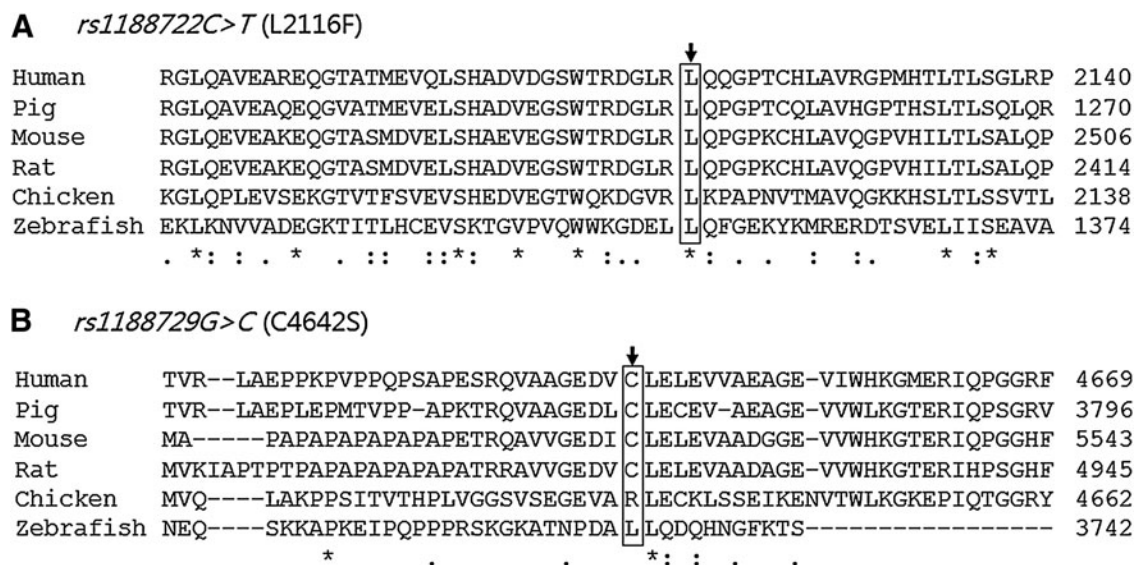 A rs1188722C>T (L2116F)
Human RGLQAVEAREQGTATMEVQLSHADVDGSWTRDGLR L QQGPTCHLAVRGPMHTLTLSGLRP 2140
Pig RGLQAVEAQEQGVATMEVELSHADVEGSWTRDGLR L QPGPTCQLAVHGPTHSLTLSQLQR 1270
Mouse RGLQEVEAKEQGTASMDVELSHAEVEGSWTRDGLR L QPGPKCHLAVQGPVHILTLSALQP 2506
Rat RGLQEVEAKEQGTASMDVELSHADVEGSWTRDGLR L QPGPKCHLAVQGPVHILTLSALQP 2414
Chicken KGLQPLEVSEKGTVTFSVEVSHEDVEGTWQKDGVR L KPAPNVTMAVQGKKHSLTLSSVTL 2138
Zebrafish EKLKNVVADEGKTITLHCEVSKTGVPVQWWKGDEL L QFGEKYKMRERDTSVELIISEAVA 1374
. *: : . * . :: ::*: * * :.. *: . . : :. * :*
B rs1188729G>C (C4642S)
Human TVR--LAEPPKPVPPQPSAPESRQVAAGEDV C LELEVVAEAGE-VIWHKGMERIQPGGRF 4669
Pig TVR--LAEPLEPMTVPP-APKTRQVAAGEDL C LECEV-AEAGE-VVWLKGTERIQPSGRV 3796
Mouse MA-----PAPAPAPAPAPAPETRQAVVGEDI C LELEVAADGGE-VVWHKGTERIQPGGHF 5543
Rat MVKIAPTPTPAPAPAPAPAPATRRAVVGEDV C LELEVAADAGE-VVWHKGTERIHPSGHF 4945
Chicken MVQ----LAKPPSITVTHPLVGGSVSEGEVA R LECKLSSEIKENVTWLKGKEPIQTGGRY 4662
Zebrafish NEQ----SKKAPKEIPQPPPRSKGKATNPDA L LQDQHNGFKTS----------------- 3742
* . . *: : . .